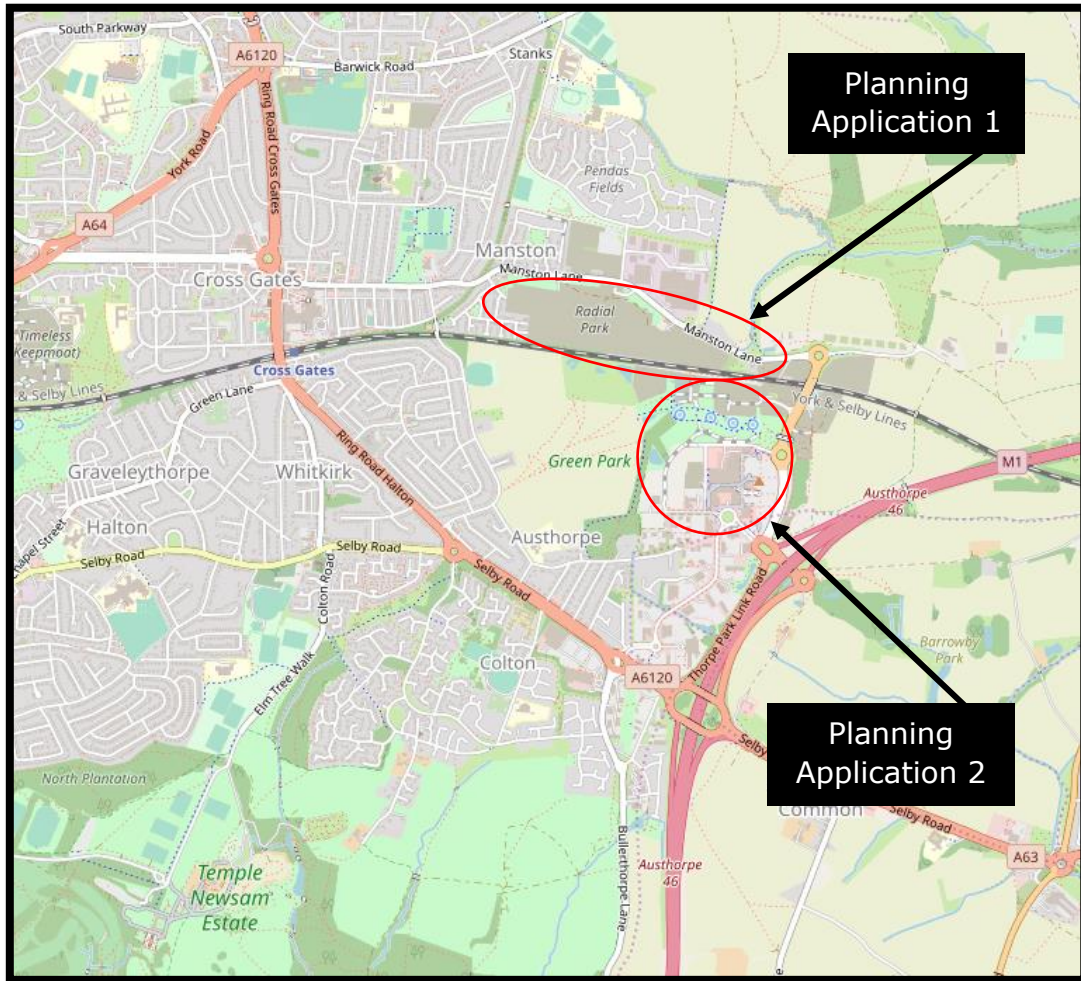 South Parkway
Stanks
A6120
Barwick Road
Planning
Application 1
Ring Road Cross Gates
York Road
Pendas
Fields
A64
Manston
Manston Lane
Cross Gates
Radial
Park
Timeless
(Keepmoat)
Manston Lane
Cross Gates
& Selby Lines
Green Lane
York & Selby Lines
Ring Road Halton
Green Park
M1
Graveleythorpe
Whitkirk
Austhorpe
46
Chapel Street
Halton
Austhorpe
Selby Road
Selby Road
Selby Road
Colton Road
Thorpe Park Link Road
Barrowby
Park
Colton
A6120
Elm Tree Walk
Planning
Application 2
Selby
North Plantation
Common
Selby Road
Bullerthorpe Lane
A63
Temple
Newsam
Estate
Austhorpe
46